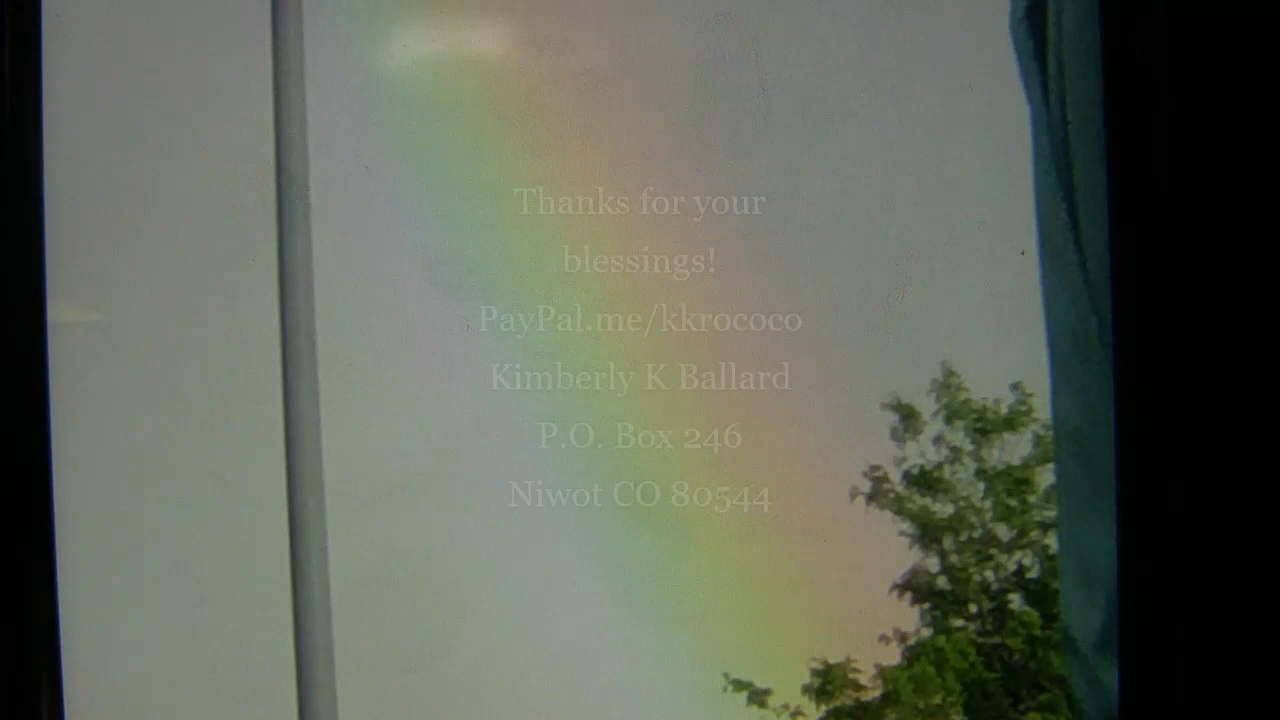 Thanks for your
blessings!
PayPal.me/kkrococo
Kimberly K Ballard
P.O. Box 246
Niwot CO 80544